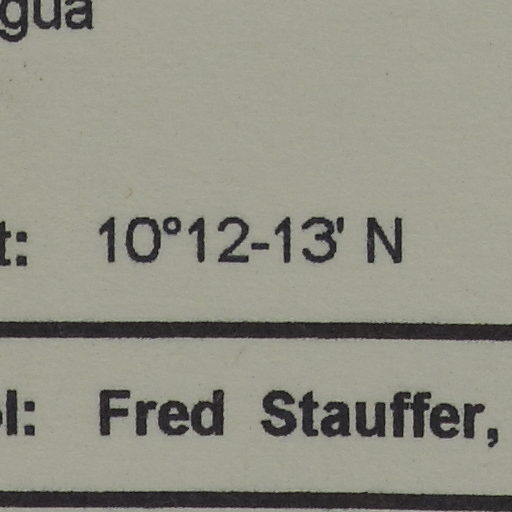 gua
t: 10°12-13' N
l: Fred Stauffer,